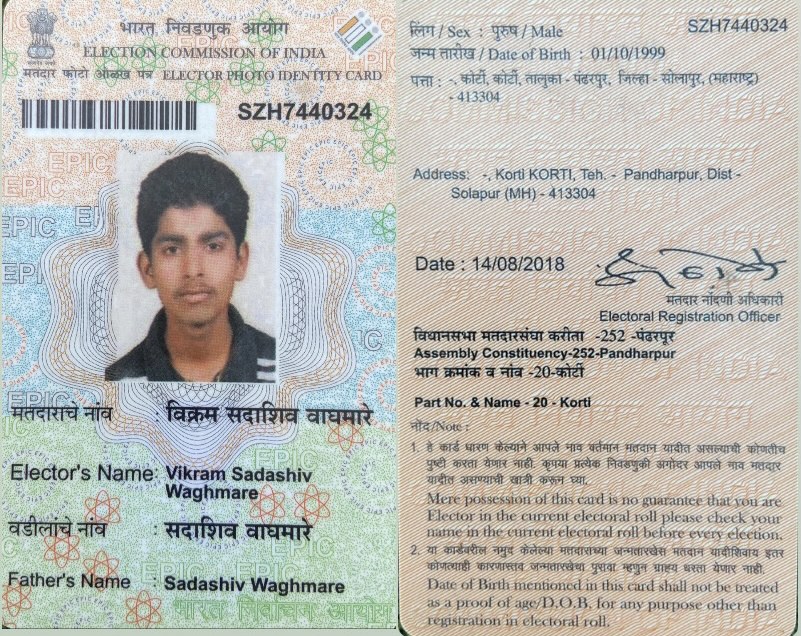 भारत निवडणुक आयोग
ELECTION COMMISSION OF INDIA
मतदार फोटो ओळख पत्र ELECTOR PHOTO IDENTITY CARD
SZH7440324
EPIC
EPIC
EPIC
EPIC
EPIC
मतदाराचे नांव : विक्रम सदाशिव वाघमारे
Elector's Name: Vikram Sadashiv
Waghmare
वडीलांचे नांव : सदाशिव वाघमारे
Father's Name : Sadashiv Waghmare
भारत निर्वाचन आयोग
SZH7440324
लिंग / Sex : पुरुष / Male
जन्म तारीख / Date of Birth : 01/10/1999
पत्ता : -, कोर्टी, कोर्टी, तालुका - पंढरपुर, जिल्हा - सोलापुर, (महाराष्ट्र)
- 413304
Address: -, Korti KORTI, Teh. - Pandharpur, Dist -
Solapur (MH) - 413304
Date : 14/08/2018
मतदार नोंदणी अधिकारी
Electoral Registration Officer
विधानसभा मतदारसंघा करीता -252 -पंढरपूर
Assembly Constituency-252-Pandharpur
भाग क्रमांक व नांव -20-कोर्टी
Part No. & Name - 20 - Korti
नोंद/Note :
1. हे कार्ड धारण केल्याने आपले नाव वर्तमान मतदान यादीत असल्याची कोणतीच
पुष्टी करता येणार नाही. कृपया प्रत्येक निवडणुकी अगोदर आपले नाव मतदार
यादीत असण्याची खात्री करून घ्या.
Mere possession of this card is no guarantee that you are
Elector in the current electoral roll please check your
name in the current electoral roll before every election.
2. या कार्डवरील नमुद केलेल्या मतदारांच्या जन्मतारखेस मतदान यादीशिवाय इतर
कोणत्याही कारणास्तव जन्मतारखेचा पुरावा म्हणुन ग्राहय धरता येणार नाही.
Date of Birth mentioned in this card shall not be treated
as a proof of age/D.O.B. for any purpose other than
registration in electoral roll.